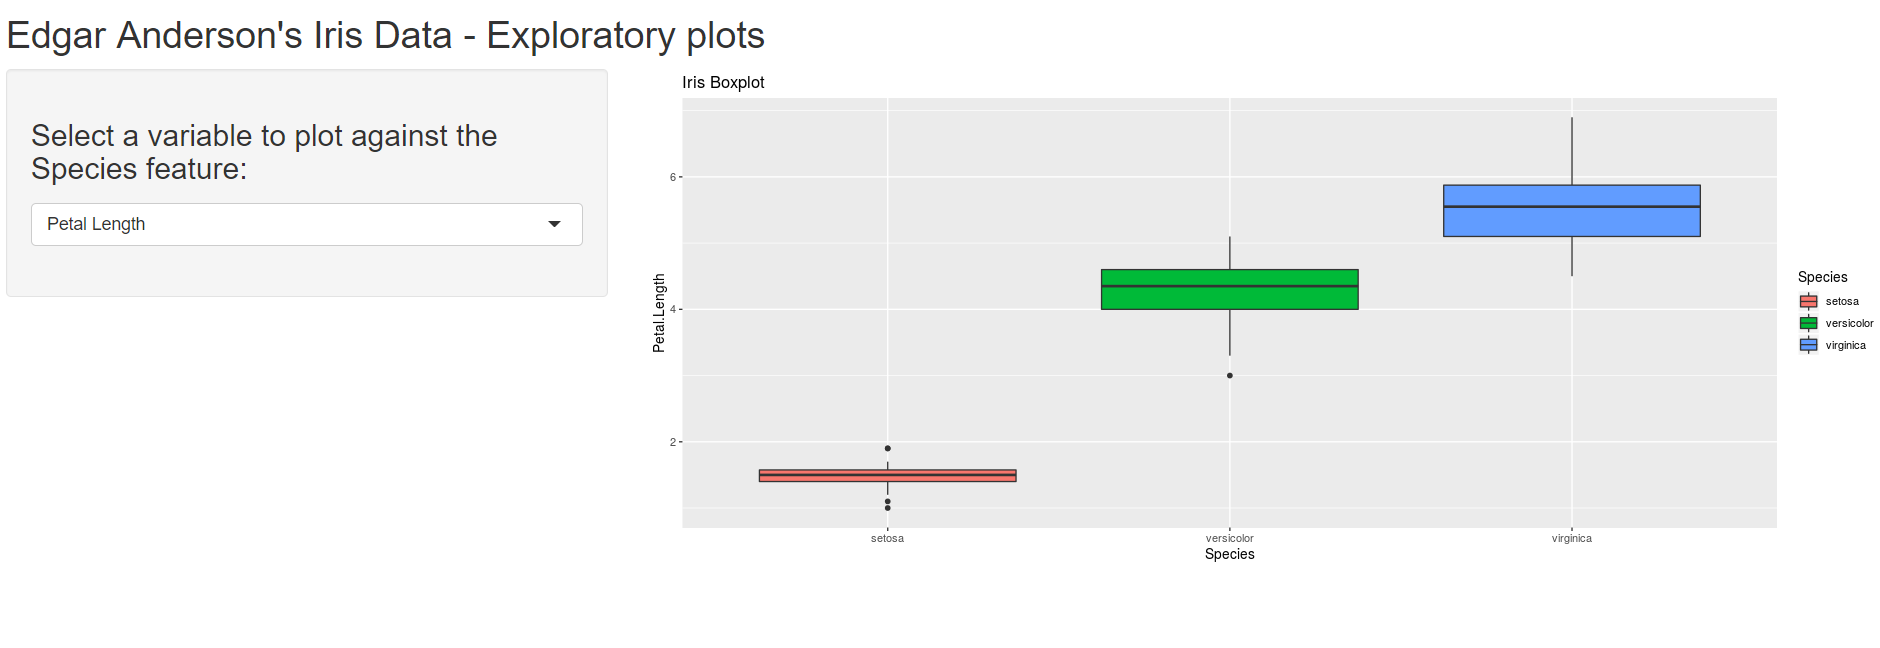 Edgar Anderson's Iris Data - Exploratory plots
Select a variable to plot against the
Species feature:
Petal Length
Iris Boxplot
Petal.Length
6
4
2
setosa
versicolor
virginica
Species
Species
setosa
versicolor
virginica